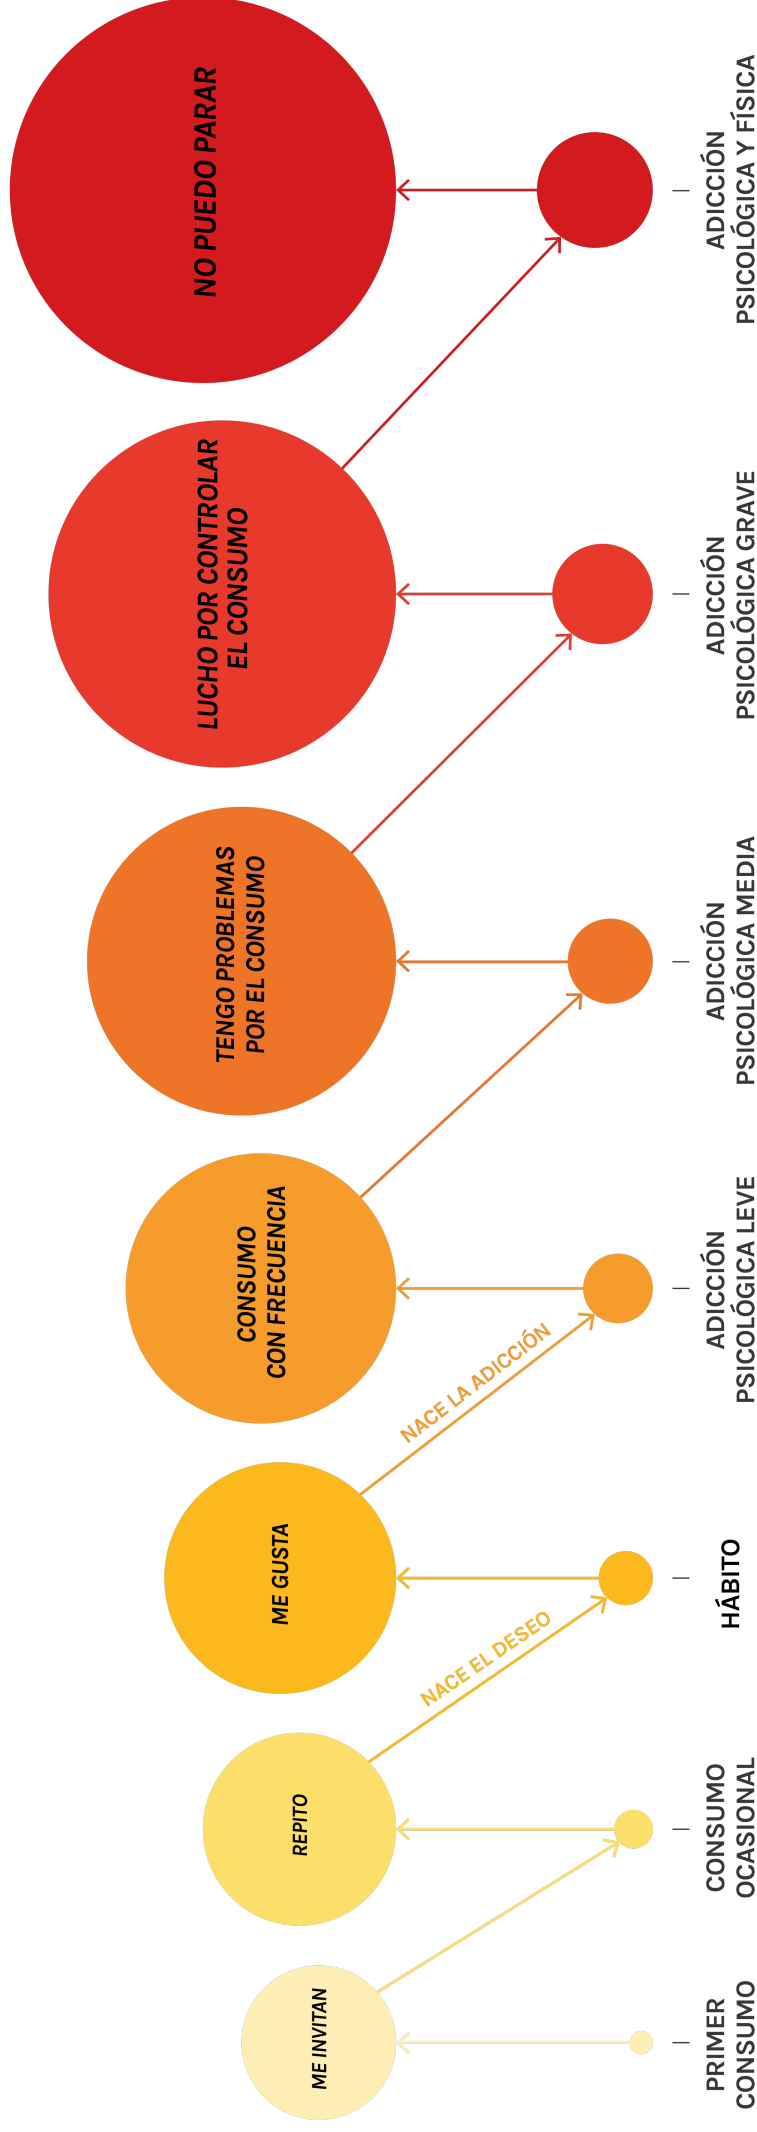 ME INVITAN
PRIMER
CONSUMO
REPITO
CONSUMO
OCASIONAL
NACE EL DESEO
ME GUSTA
HÁBITO
NACE LA ADICCIÓN
CONSUMO
CON FRECUENCIA
ADICCIÓN
PSICOLÓGICA LEVE
TENGO PROBLEMAS
POR EL CONSUMO
ADICCIÓN
PSICOLÓGICA MEDIA
LUCHO POR CONTROLAR
EL CONSUMO
ADICCIÓN
PSICOLÓGICA GRAVE
NO PUEDO PARAR
ADICCIÓN
PSICOLÓGICA Y FÍSICA